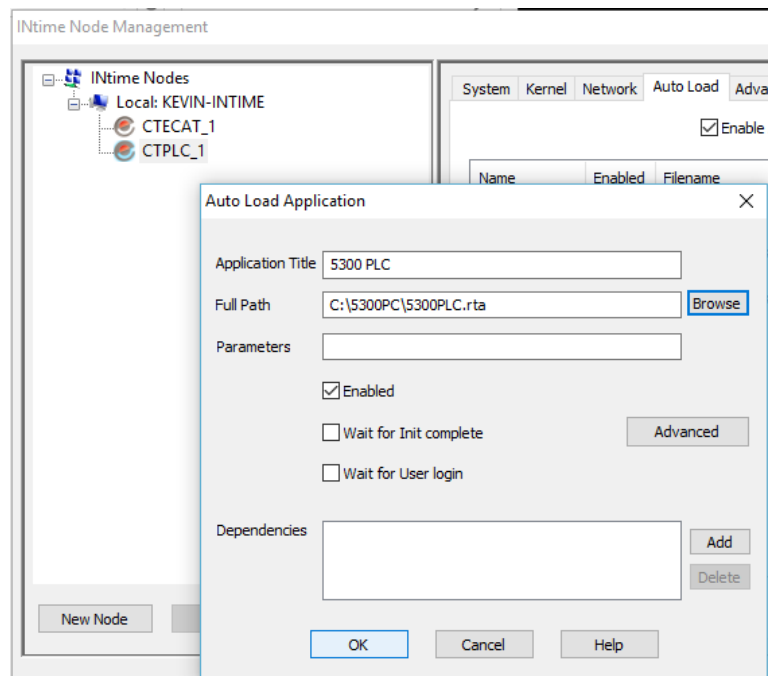 INtime Node Management
INtime Nodes
Local: KEVIN-INTIME
CTECAT_1
CTPLC_1
System Kernel Network Auto Load Adva
Enable
Name Enabled Filename
Auto Load Application
Application Title 5300 PLC
Full Path C:\5300PC\5300PLC.rta Browse
Parameters
Enabled
Wait for Init complete Advanced
Wait for User login
Dependencies
Add
Delete
New Node
OK Cancel Help